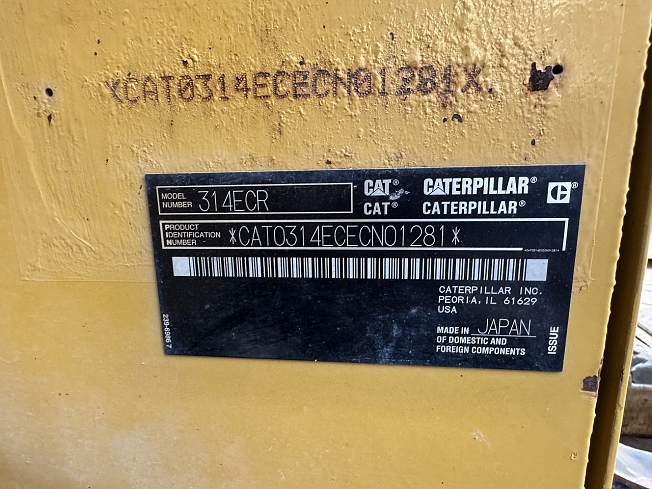 XCAT0314ECECN01281X
MODEL NUMBER 314ECR
CAT® CATERPILLAR®
CAT® CATERPILLAR®
PRODUCT IDENTIFICATION NUMBER *CAT0314ECECN01281*
CATERPILLAR INC.
PEORIA, IL 61629
USA
MADE IN JAPAN
OF DOMESTIC AND
FOREIGN COMPONENTS
ISSUE